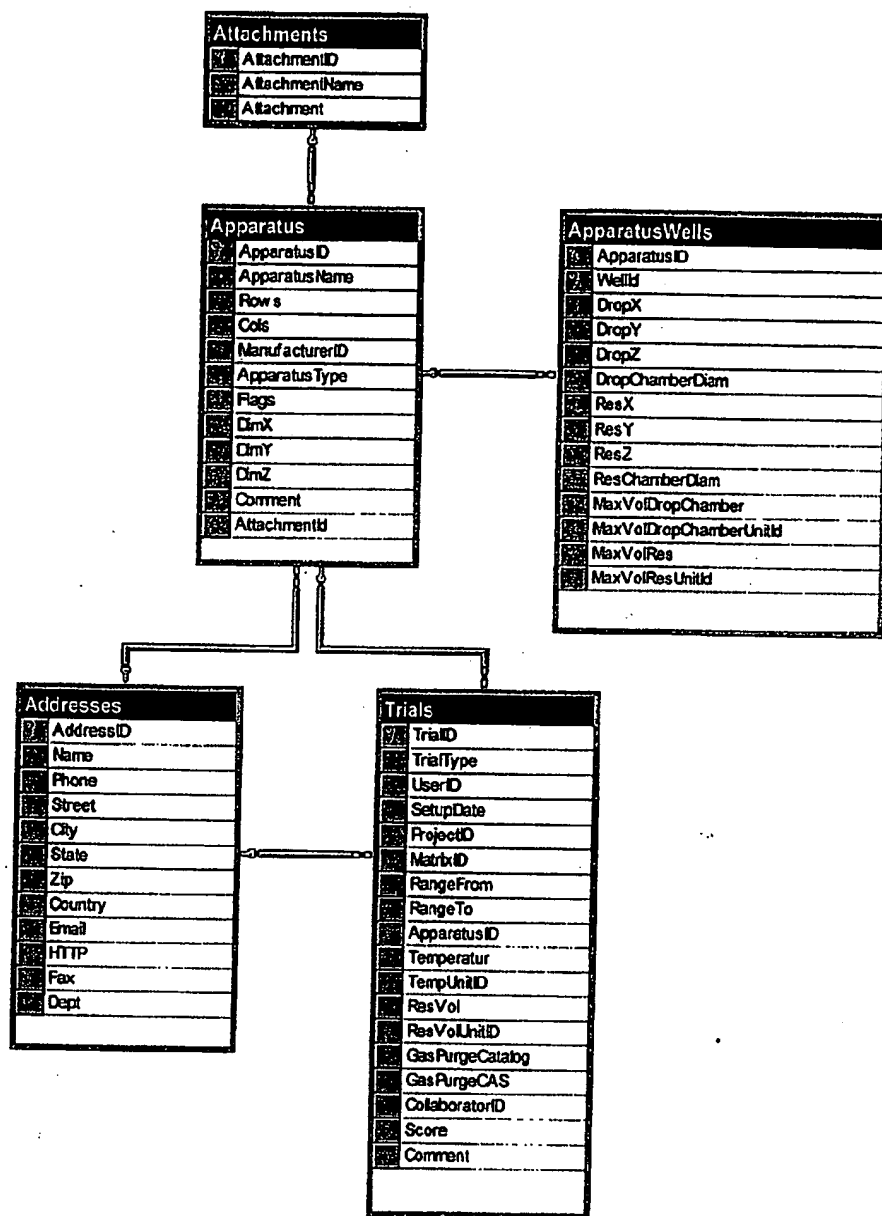 Attachments
AttachmentID
AttachmentName
Attachment
Apparatus
ApparatusID
ApparatusName
Rows
Cols
ManufacturerID
ApparatusType
Flags
DimX
DimY
DimZ
Comment
AttachmentId
ApparatusWells
ApparatusID
WellId
DropX
DropY
DropZ
DropChamberDiam
ResX
ResY
ResZ
ResChamberDiam
MaxVolDropChamber
MaxVolDropChamberUnitId
MaxVolRes
MaxVolResUnitId
Addresses
AddressID
Name
Phone
Street
City
State
Zip
Country
Email
HTTP
Fax
Dept
Trials
TrialID
TrialType
UserID
SetupDate
ProjectID
MatrixID
RangeFrom
RangeTo
ApparatusID
Temperatur
TempUnitID
ResVol
ResVolUnitID
GasPurgeCatalog
GasPurgeCAS
CollaboratorID
Score
Comment